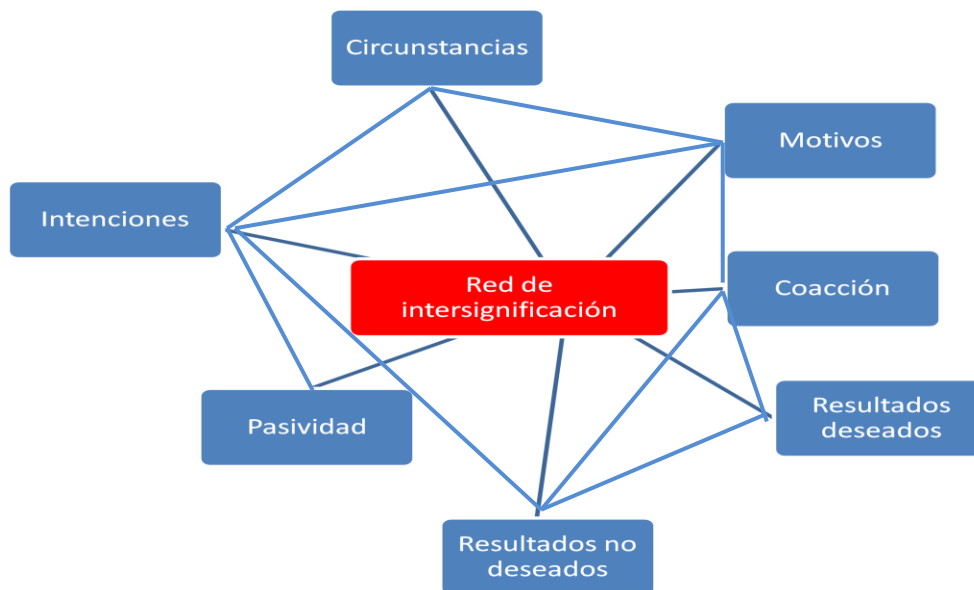 Circunstancias
Motivos
Intenciones
Red de
intersignificación
Coacción
Pasividad
Resultados
deseados
Resultados no
deseados